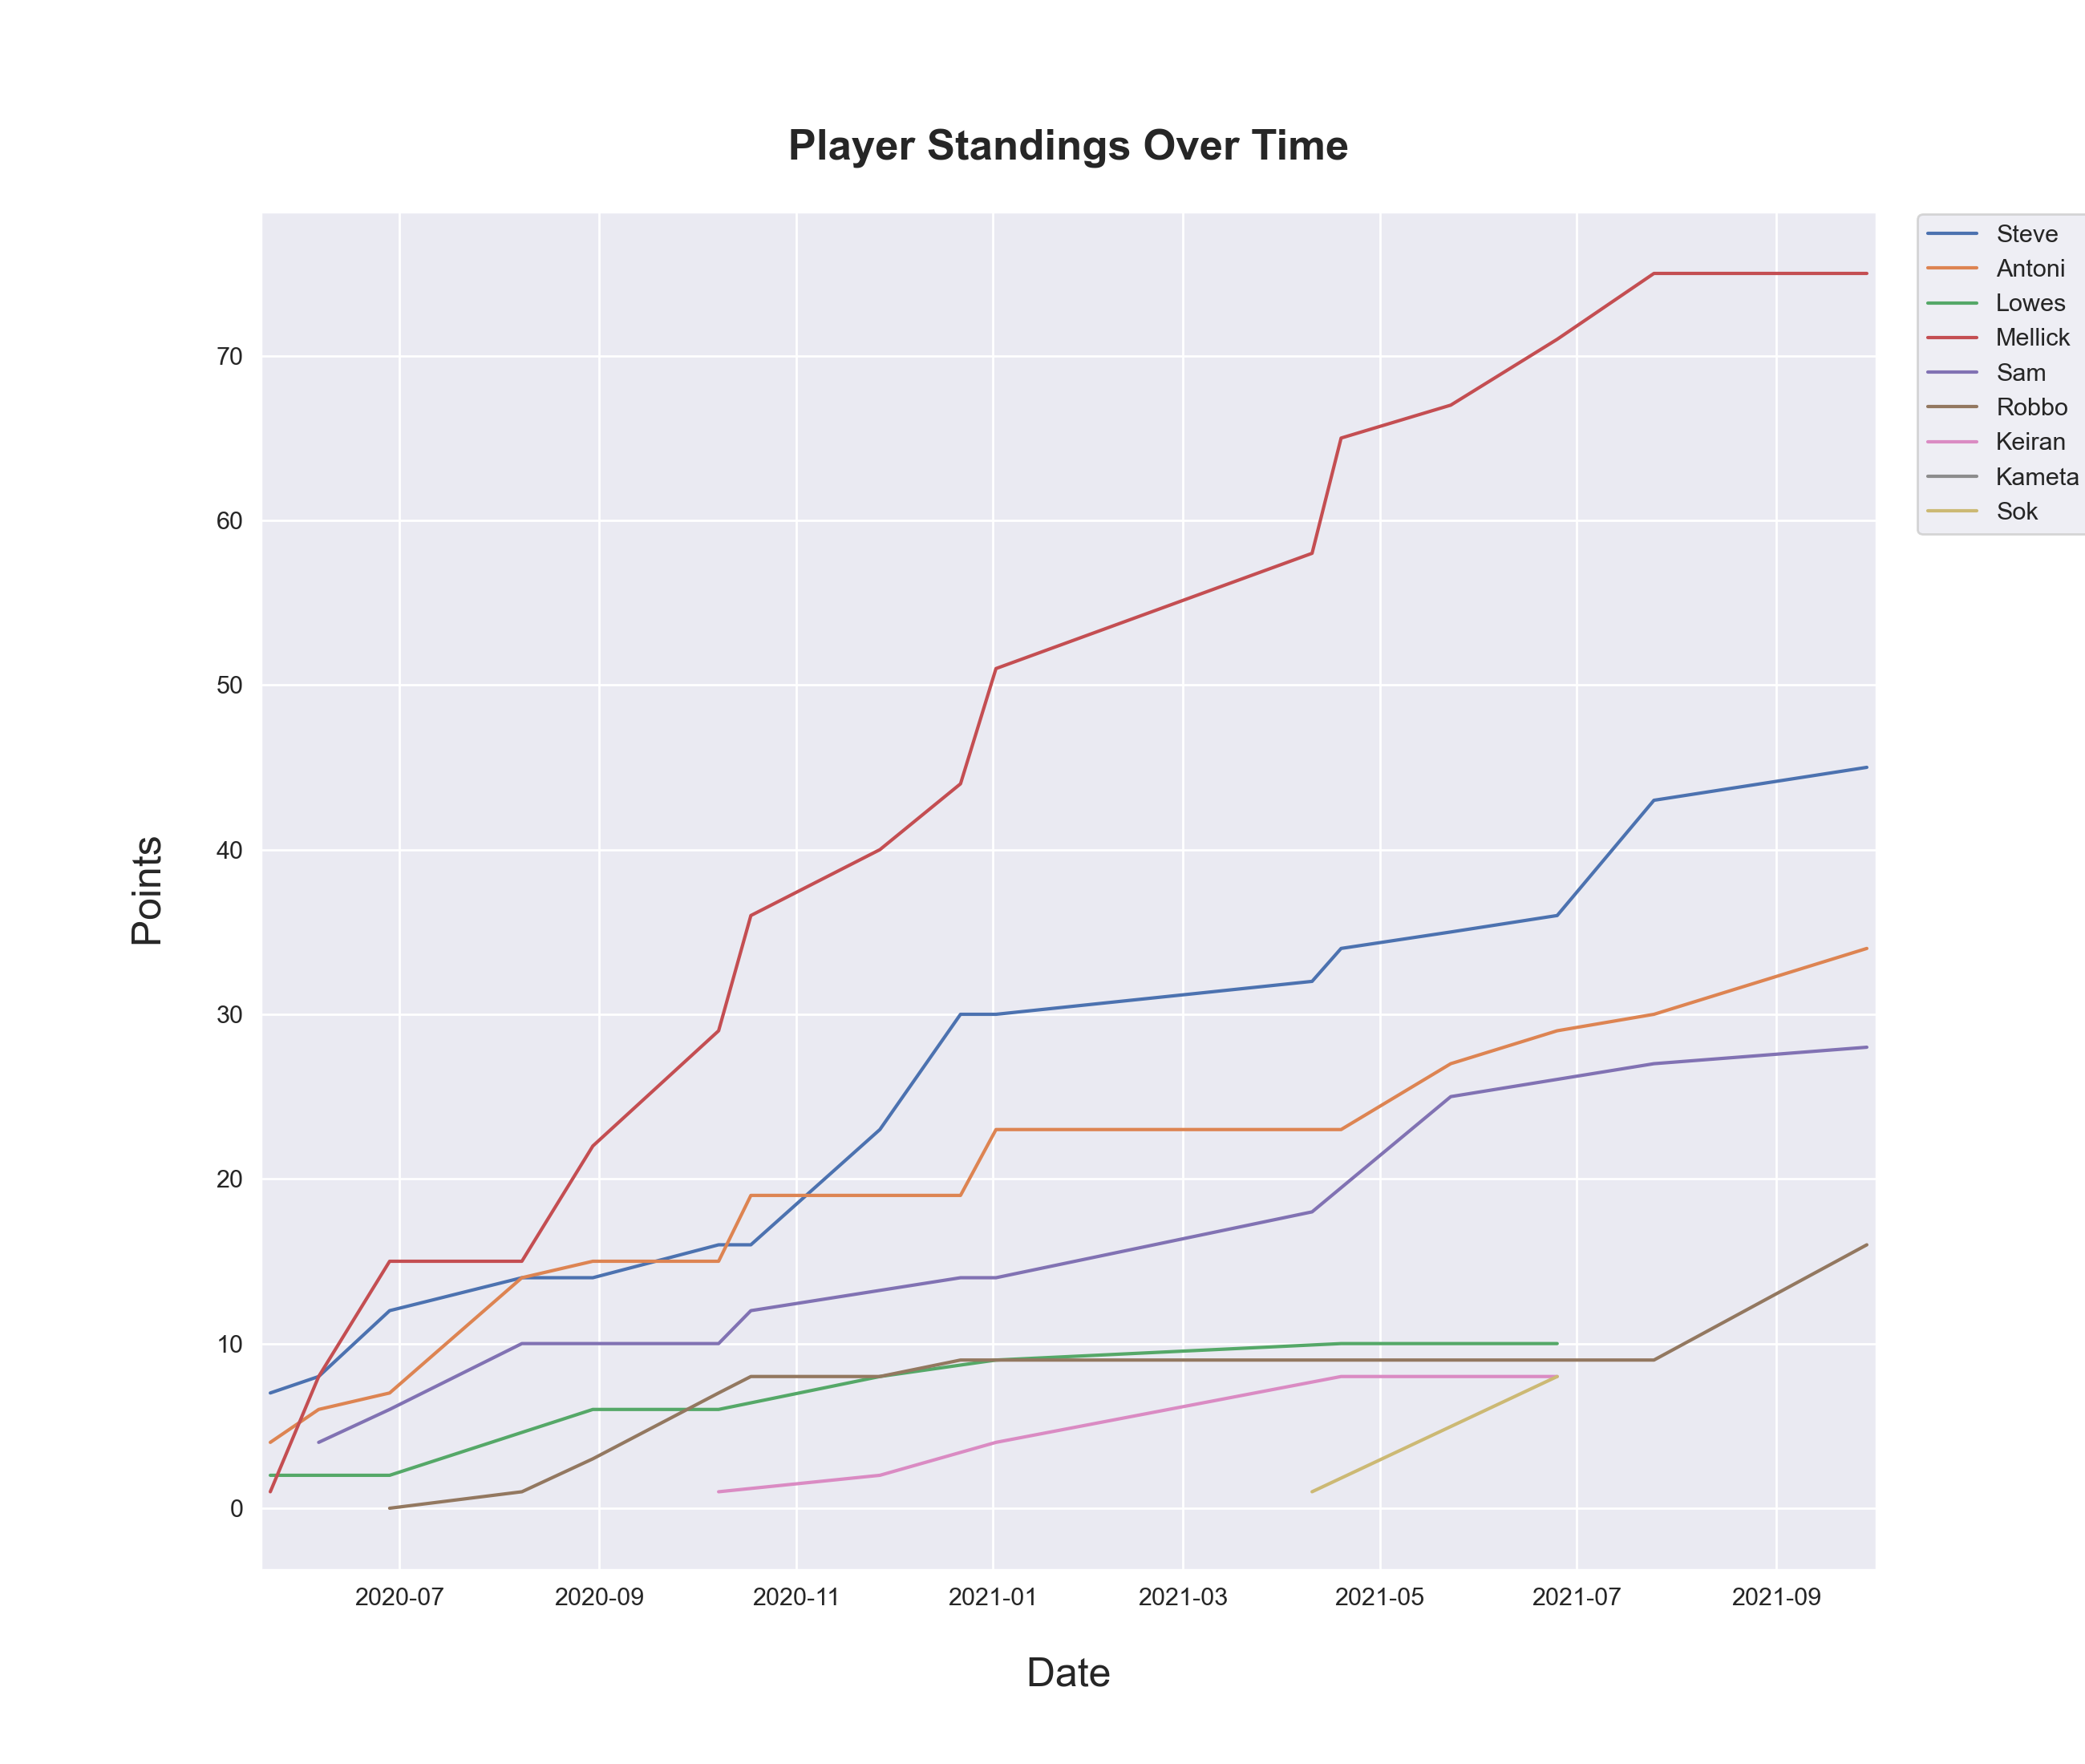 Player Standings Over Time
Steve
Antoni
Lowes
Mellick
Sam
Robbo
Keiran
Kameta
Sok
Points
70
60
50
40
30
20
10
0
2020-07
2020-09
2020-11
2021-01
2021-03
2021-05
2021-07
2021-09
Date